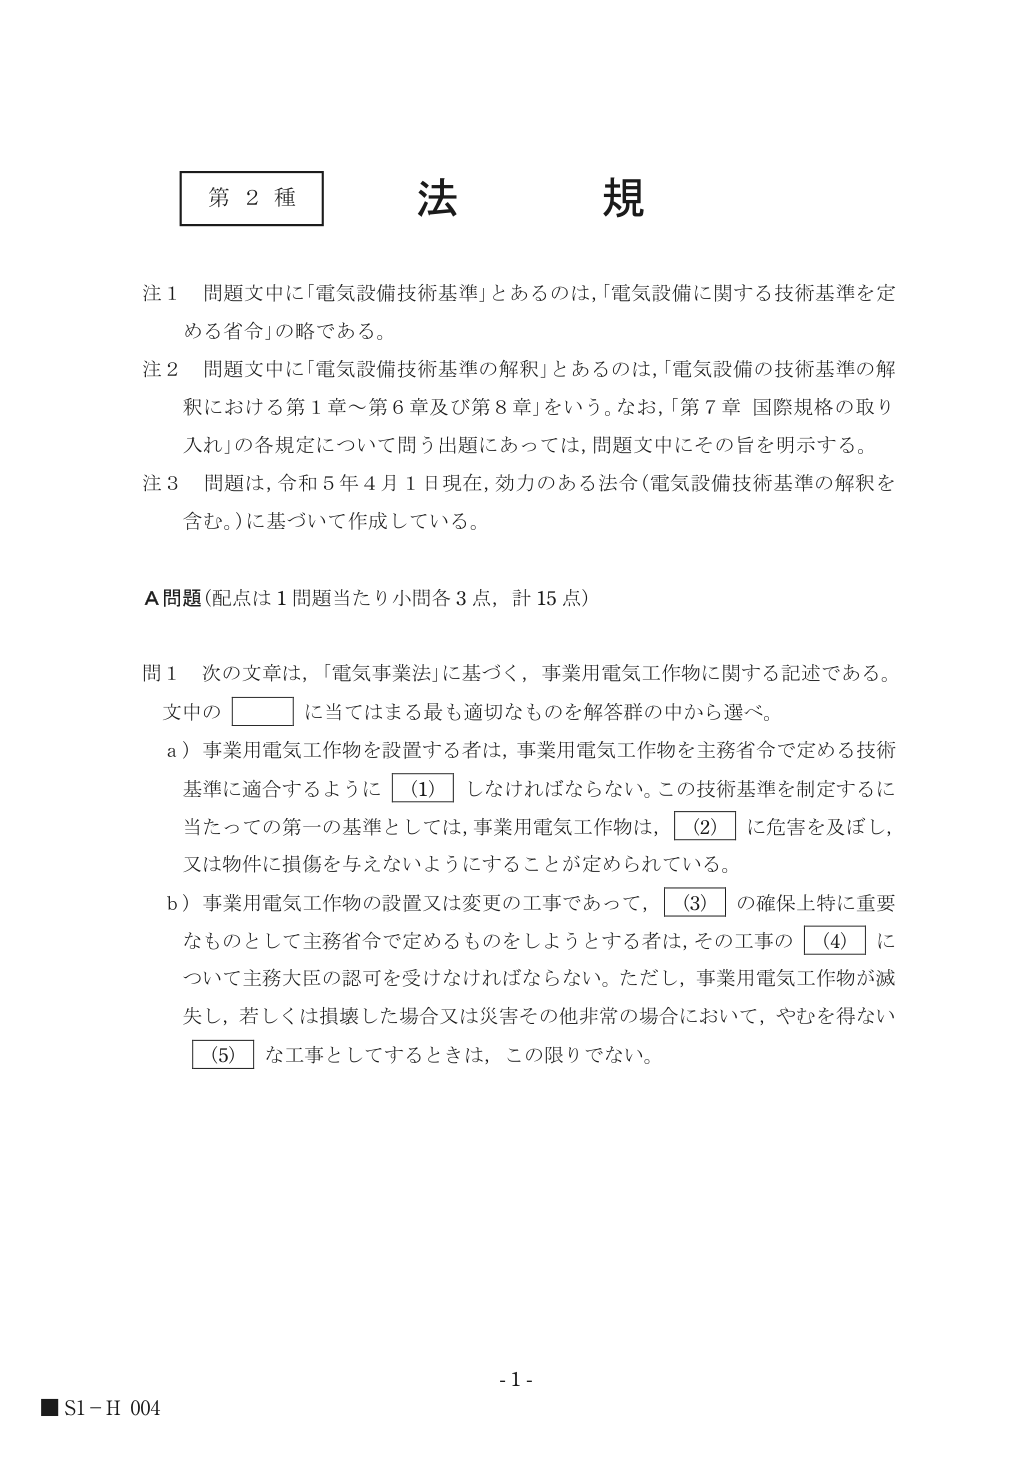 第 2 種
法 規
注1 問題文中に「電気設備技術基準」とあるのは,「電気設備に関する技術基準を定
める省令」の略である。
注2 問題文中に「電気設備技術基準の解釈」とあるのは,「電気設備の技術基準の解
釈における第1章～第6章及び第8章」をいう。なお,「第7章 国際規格の取り
入れ」の各規定について問う出題にあっては, 問題文中にその旨を明示する。
注3 問題は, 令和5年4月1日現在, 効力のある法令(電気設備技術基準の解釈を
含む。)に基づいて作成している。
A問題(配点は1問題当たり小問各3点, 計15点)
問1 次の文章は,「電気事業法」に基づく, 事業用電気工作物に関する記述である。
文中の に当てはまる最も適切なものを解答群の中から選べ。
a) 事業用電気工作物を設置する者は, 事業用電気工作物を主務省令で定める技術
基準に適合するように (1) しなければならない。この技術基準を制定するに
当たっての第一の基準としては, 事業用電気工作物は, (2) に危害を及ぼし,
又は物件に損傷を与えないようにすることが定められている。
b) 事業用電気工作物の設置又は変更の工事であって, (3) の確保上特に重要
なものとして主務省令で定めるものをしようとする者は, その工事の (4) に
ついて主務大臣の認可を受けなければならない。ただし, 事業用電気工作物が滅
失し, 若しくは損壊した場合又は災害その他非常の場合において, やむを得ない
(5) な工事としてするときは, この限りでない。
- 1 -
■S1-H 004